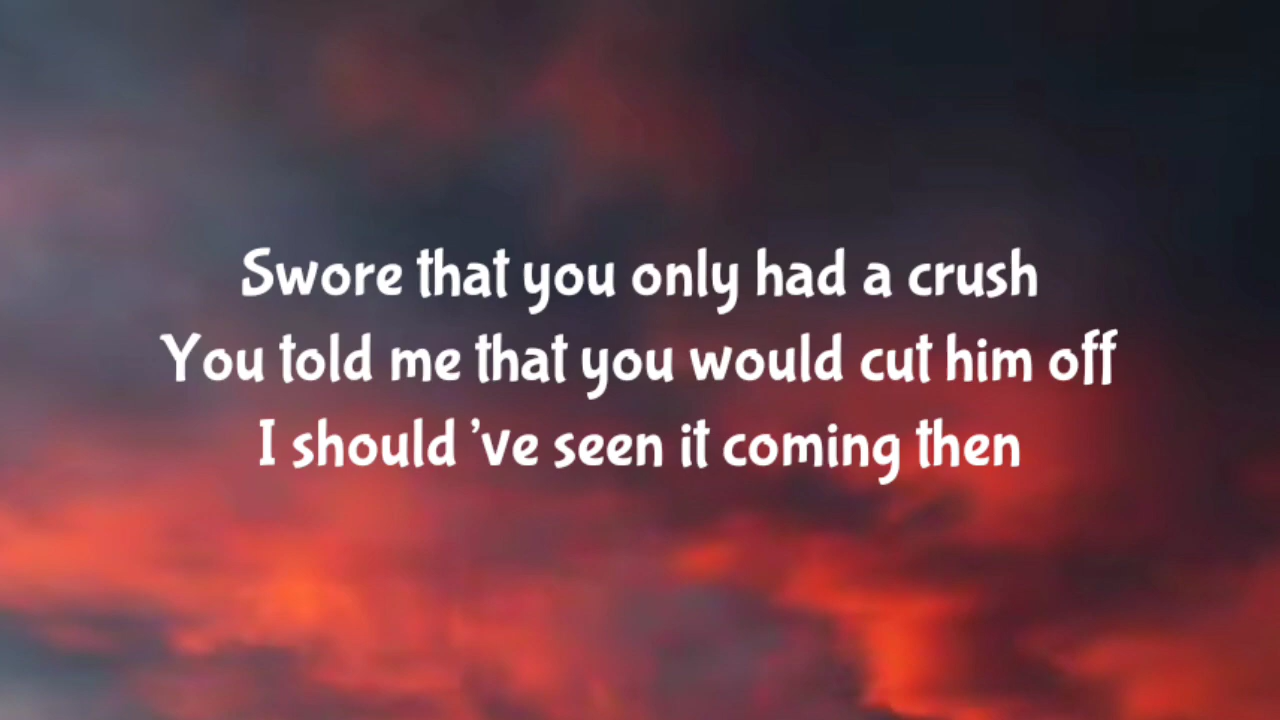 Swore that you only had a crush
You told me that you would cut him off
I should 've seen it coming then